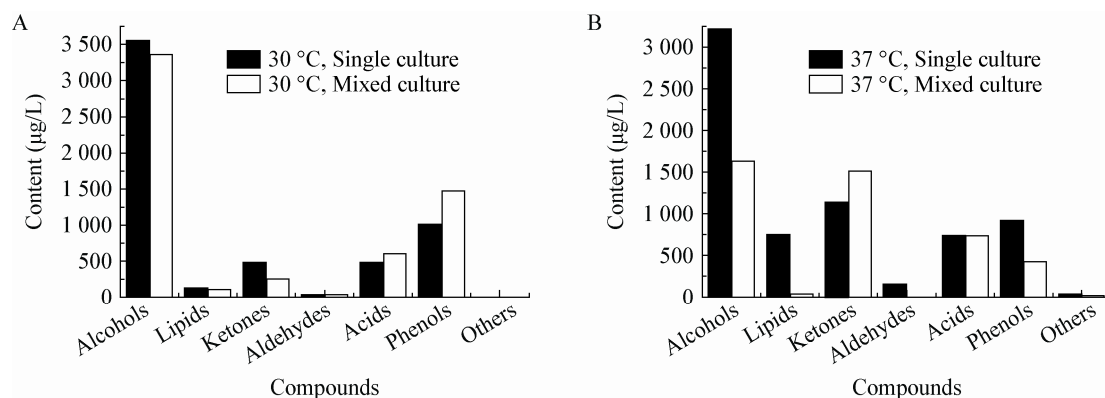 A
Content (μg/L)
3 500
3 000
2 500
2 000
1 500
1 000
500
0
30 °C, Single culture
30 °C, Mixed culture
Alcohols
Lipids
Ketones
Aldehydes
Acids
Phenols
Others
Compounds
B
Content (μg/L)
3 000
2 500
2 000
1 500
1 000
500
0
37 °C, Single culture
37 °C, Mixed culture
Alcohols
Lipids
Ketones
Aldehydes
Acids
Phenols
Others
Compounds